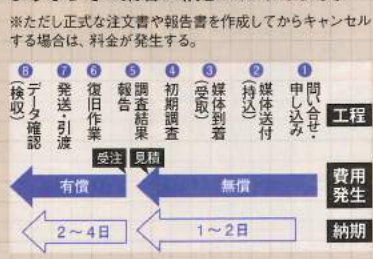 ※ただし正式な注文書や報告書を作成してからキャンセル
する場合は、料金が発生する。
工程
❶
問い合せ・
申し込み
❷
媒体送付
(持込)
❸
媒体到着
(受取)
❹
初期調査
❺
調査結果
報告
❻
復旧作業
❼
発送・引渡
❽
データ確認
(検収)
見積
受注
費用
発生
無償
有償
納期
1〜2日
2〜4日